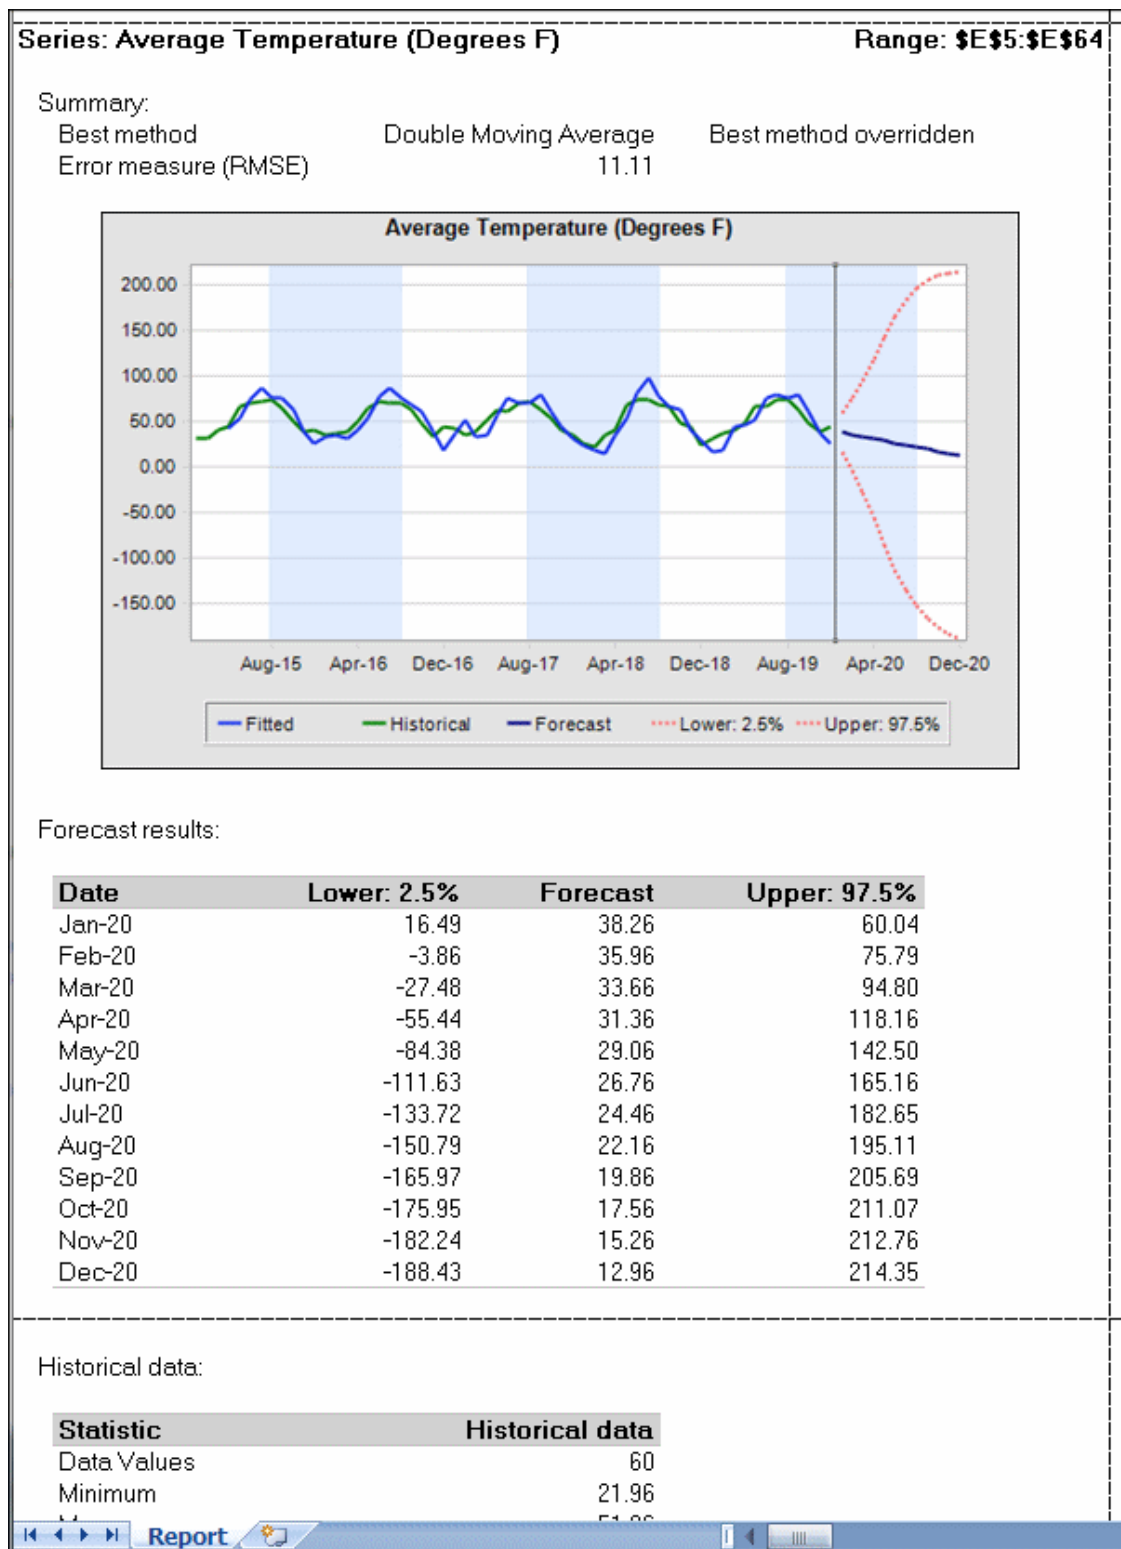 Series: Average Temperature (Degrees F) Range: $E$5:$E$64
Summary:
Best method Double Moving Average Best method overridden
Error measure (RMSE) 11.11
Average Temperature (Degrees F)
200.00
150.00
100.00
50.00
0.00
-50.00
-100.00
-150.00
Aug-15 Apr-16 Dec-16 Aug-17 Apr-18 Dec-18 Aug-19 Apr-20 Dec-20
Fitted Historical Forecast Lower: 2.5% Upper: 97.5%
Forecast results:
Date Lower: 2.5% Forecast Upper: 97.5%
Jan-20 16.49 38.26 60.04
Feb-20 -3.86 35.96 75.79
Mar-20 -27.48 33.66 94.80
Apr-20 -55.44 31.36 118.16
May-20 -84.38 29.06 142.50
Jun-20 -111.63 26.76 165.16
Jul-20 -133.72 24.46 182.65
Aug-20 -150.79 22.16 195.11
Sep-20 -165.97 19.86 205.69
Oct-20 -175.95 17.56 211.07
Nov-20 -182.24 15.26 212.76
Dec-20 -188.43 12.96 214.35
Historical data:
Statistic Historical data
Data Values 60
Minimum 21.96
Report